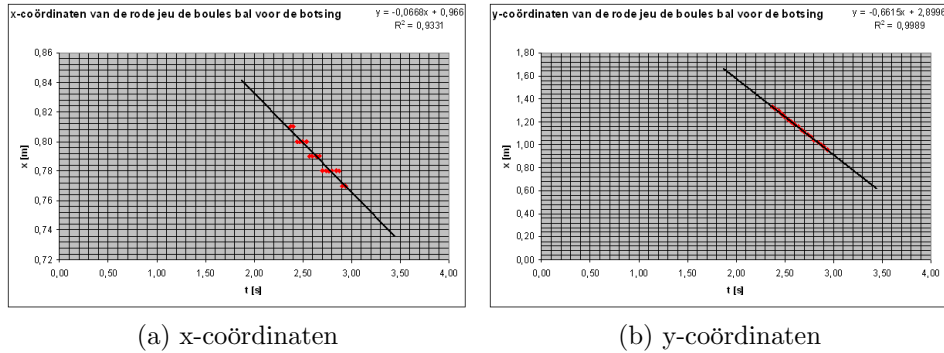 x-coördinaten van de rode jeu de boules bal voor de botsing
y = -0,0668x + 0,966
R² = 0,9331
0,86
0,84
0,82
0,80
0,78
0,76
0,74
0,72
x [m]
0,00 0,50 1,00 1,50 2,00 2,50 3,00 3,50 4,00
t [s]
(a) x-coördinaten
y-coördinaten van de rode jeu de boules bal voor de botsing
y = -0,6615x + 2,8996
R² = 0,9989
1,80
1,60
1,40
1,20
1,00
0,80
0,60
0,40
0,20
0,00
x [m]
0,00 0,50 1,00 1,50 2,00 2,50 3,00 3,50 4,00
t [s]
(b) y-coördinaten